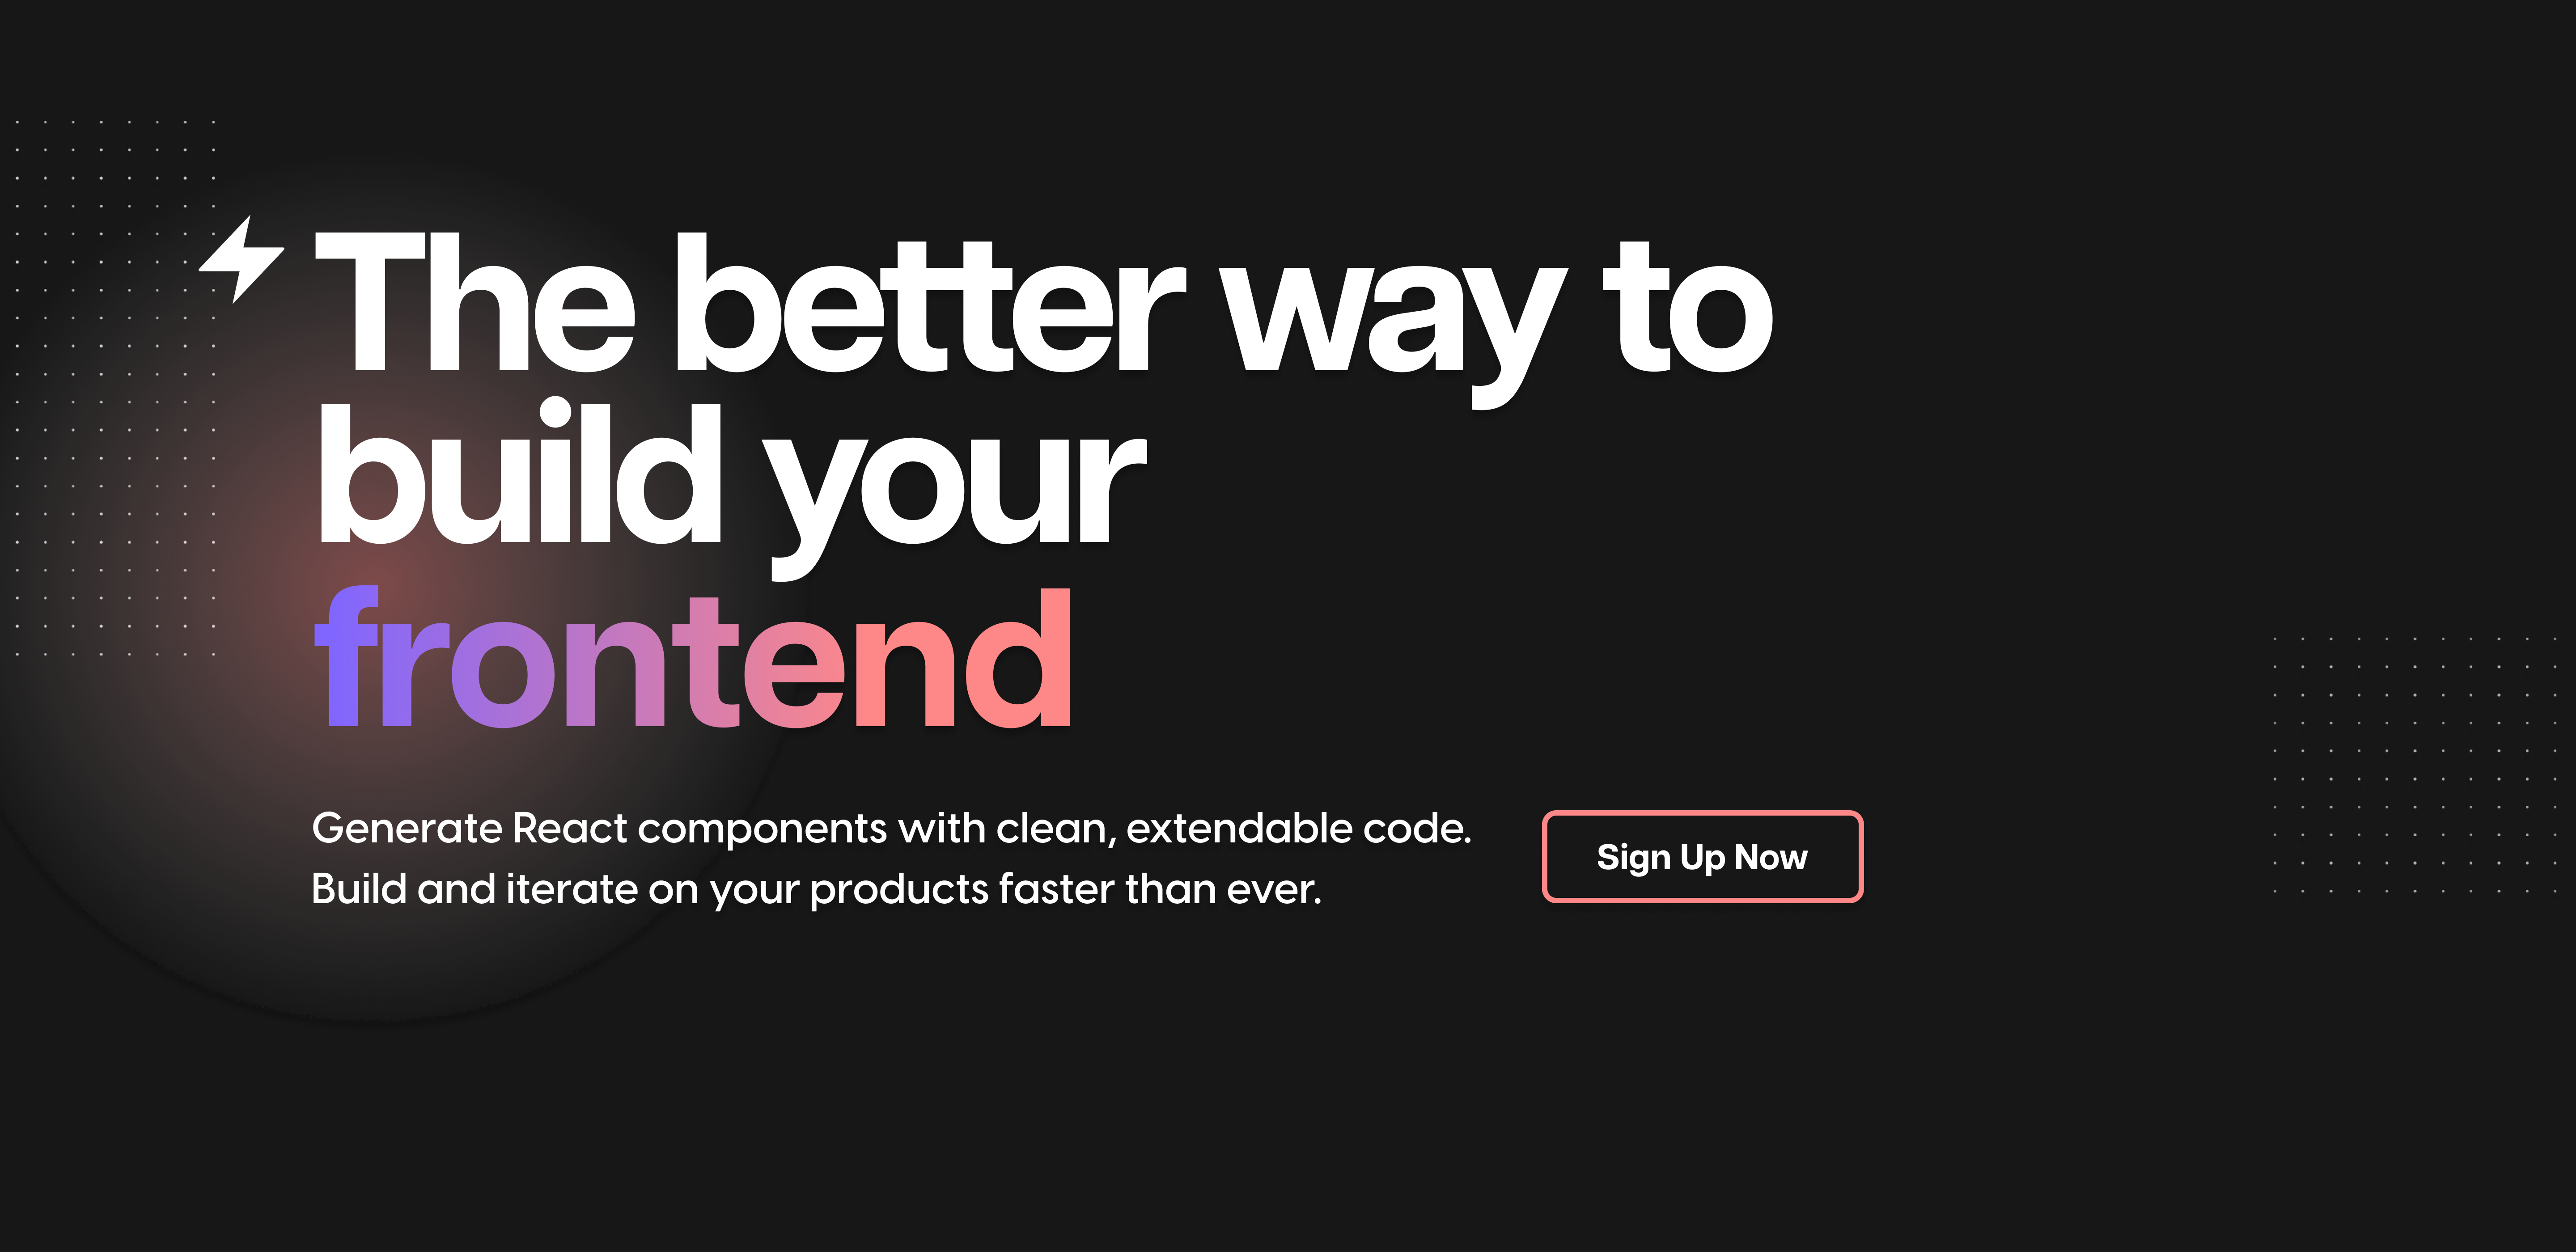 The better way to
build your
frontend
Generate React components with clean, extendable code.
Build and iterate on your products faster than ever.
Sign Up Now